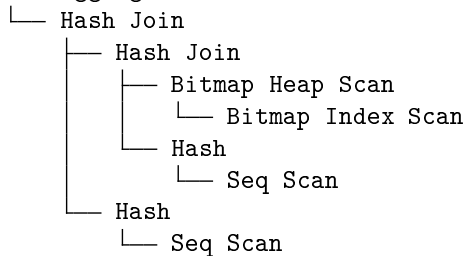 └── Hash Join
├── Hash Join
├── Bitmap Heap Scan
└── Bitmap Index Scan
└── Hash
└── Seq Scan
└── Hash
└── Seq Scan